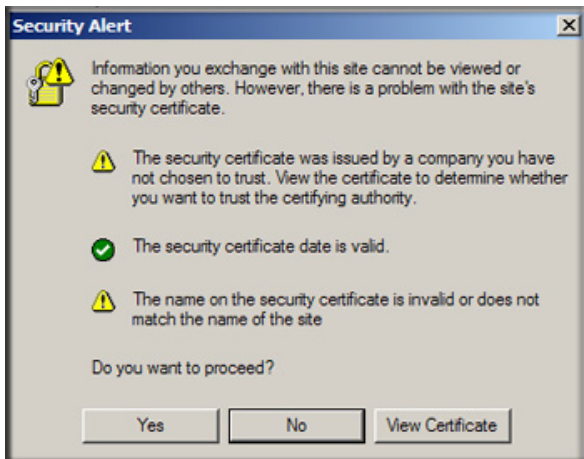 Security Alert
Information you exchange with this site cannot be viewed or
changed by others. However, there is a problem with the site's
security certificate.
The security certificate was issued by a company you have
not chosen to trust. View the certificate to determine whether
you want to trust the certifying authority.
The security certificate date is valid.
The name on the security certificate is invalid or does not
match the name of the site
Do you want to proceed?
Yes No View Certificate